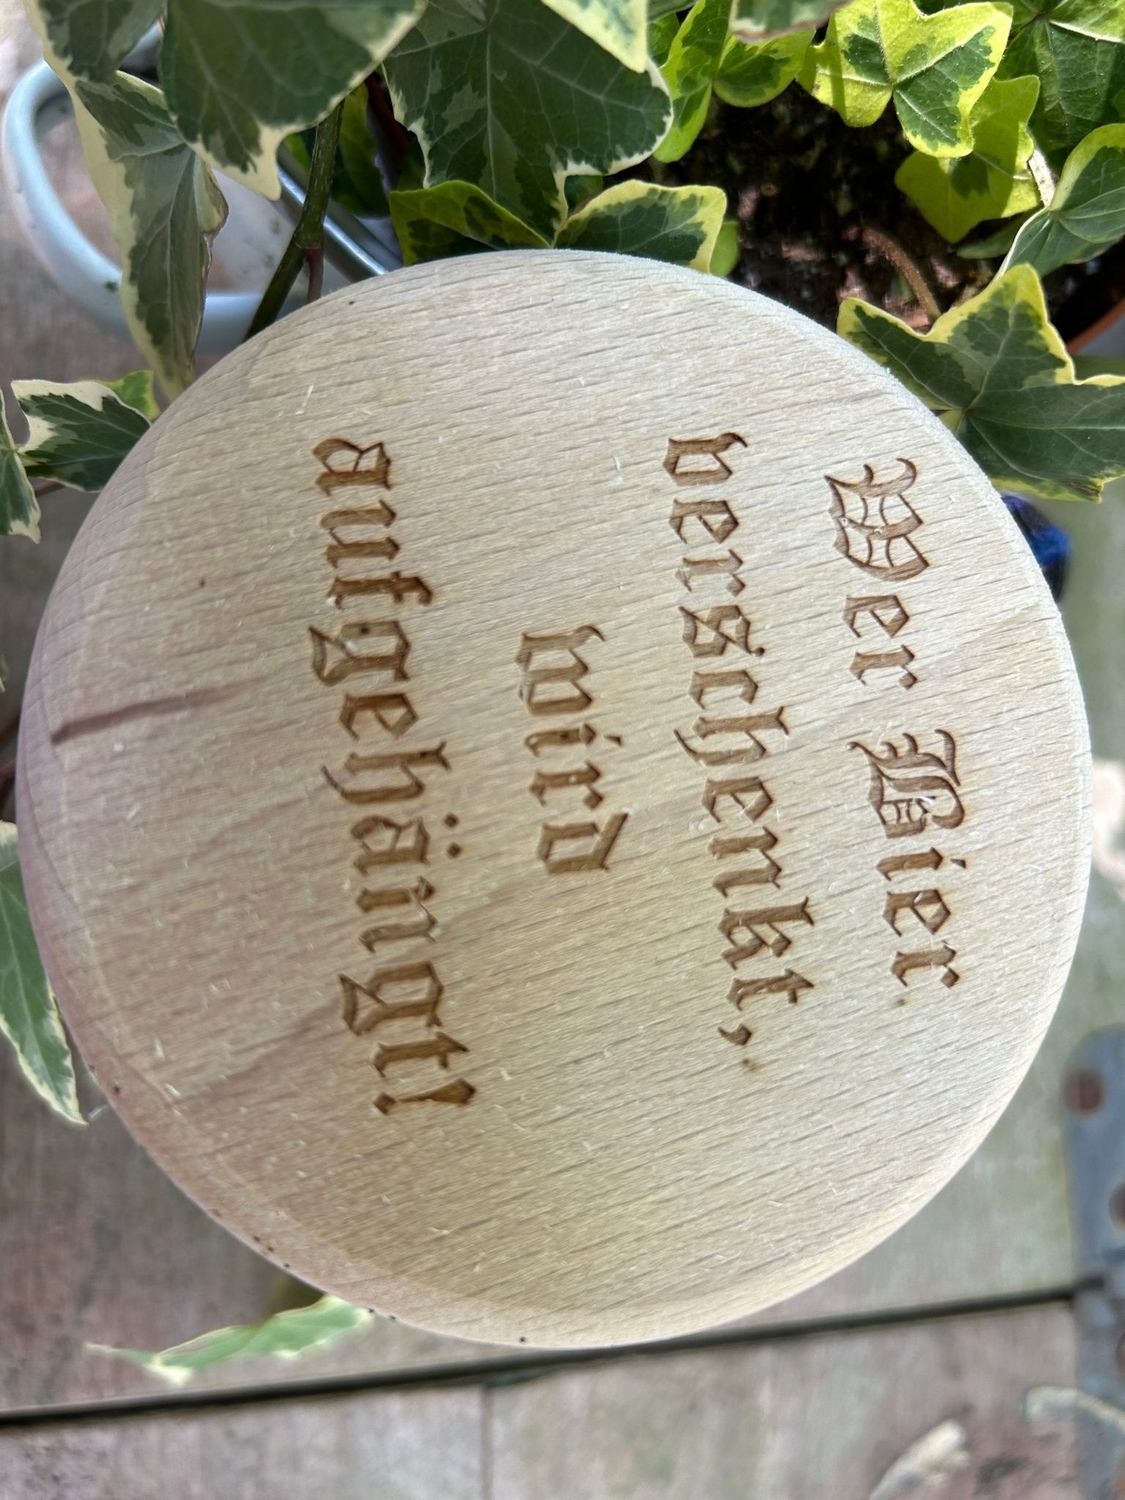 Wer Bier
verschenkt,
wird
aufgehängt!